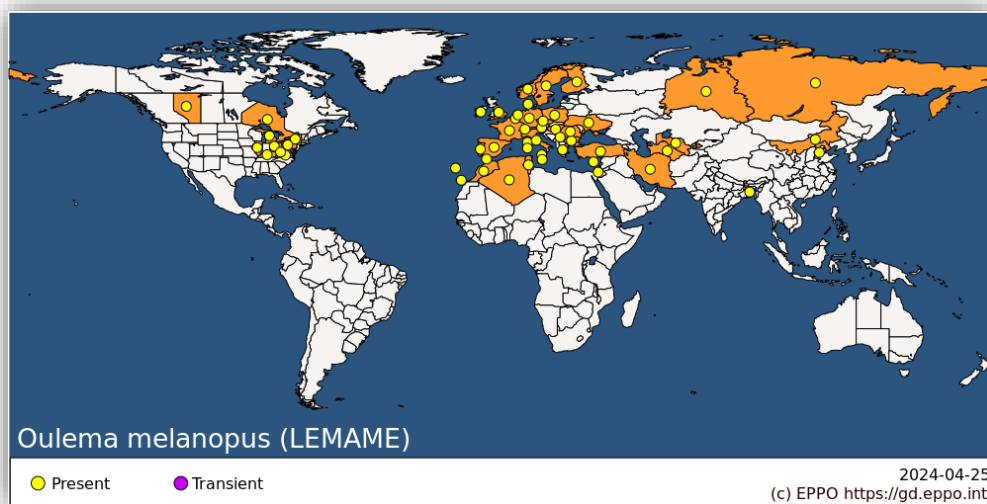 Oulema melanopus (LEMAME)
Present
Transient
2024-04-25
(c) EPPO https://gd.eppo.int